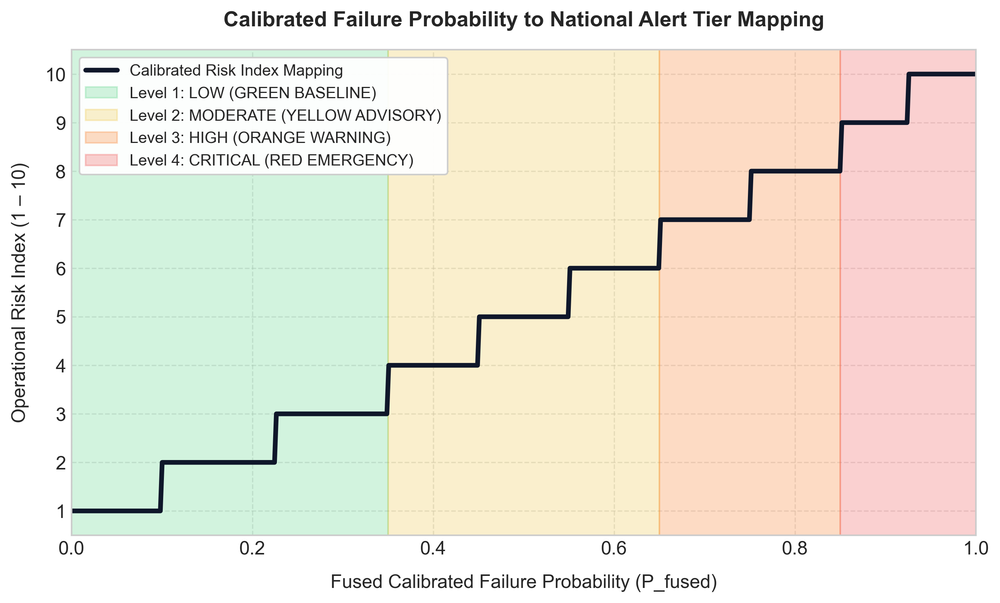 Calibrated Failure Probability to National Alert Tier Mapping
Calibrated Risk Index Mapping
Level 1: LOW (GREEN BASELINE)
Level 2: MODERATE (YELLOW ADVISORY)
Level 3: HIGH (ORANGE WARNING)
Level 4: CRITICAL (RED EMERGENCY)
Operational Risk Index (1 – 10)
10
9
8
7
6
5
4
3
2
1
0.0 0.2 0.4 0.6 0.8 1.0
Fused Calibrated Failure Probability (P_fused)